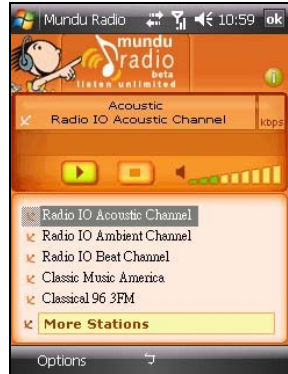 Mundu Radio 10:59 ok
mundu
radio
beta
listen unlimited
Acoustic
Radio IO Acoustic Channel
kbps
Radio IO Acoustic Channel
Radio IO Ambient Channel
Radio IO Beat Channel
Classic Music America
Classical 96 3FM
More Stations
Options